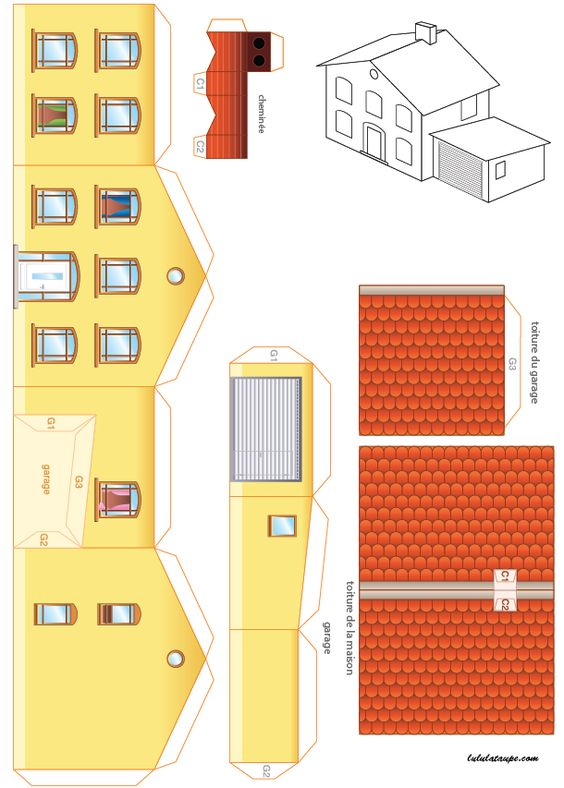 C1
C2
cheminée
G1
G3
G2
garage
G1
G2
garage
G3
toiture du garage
C1
C2
toiture de la maison
lululataupe.com